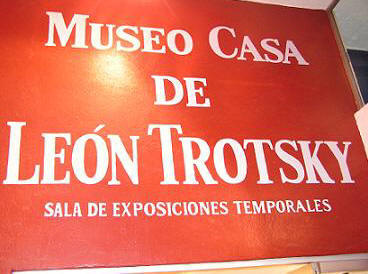 MUSEO CASA
DE
LEÓN TROTSKY
SALA DE EXPOSICIONES TEMPORALES